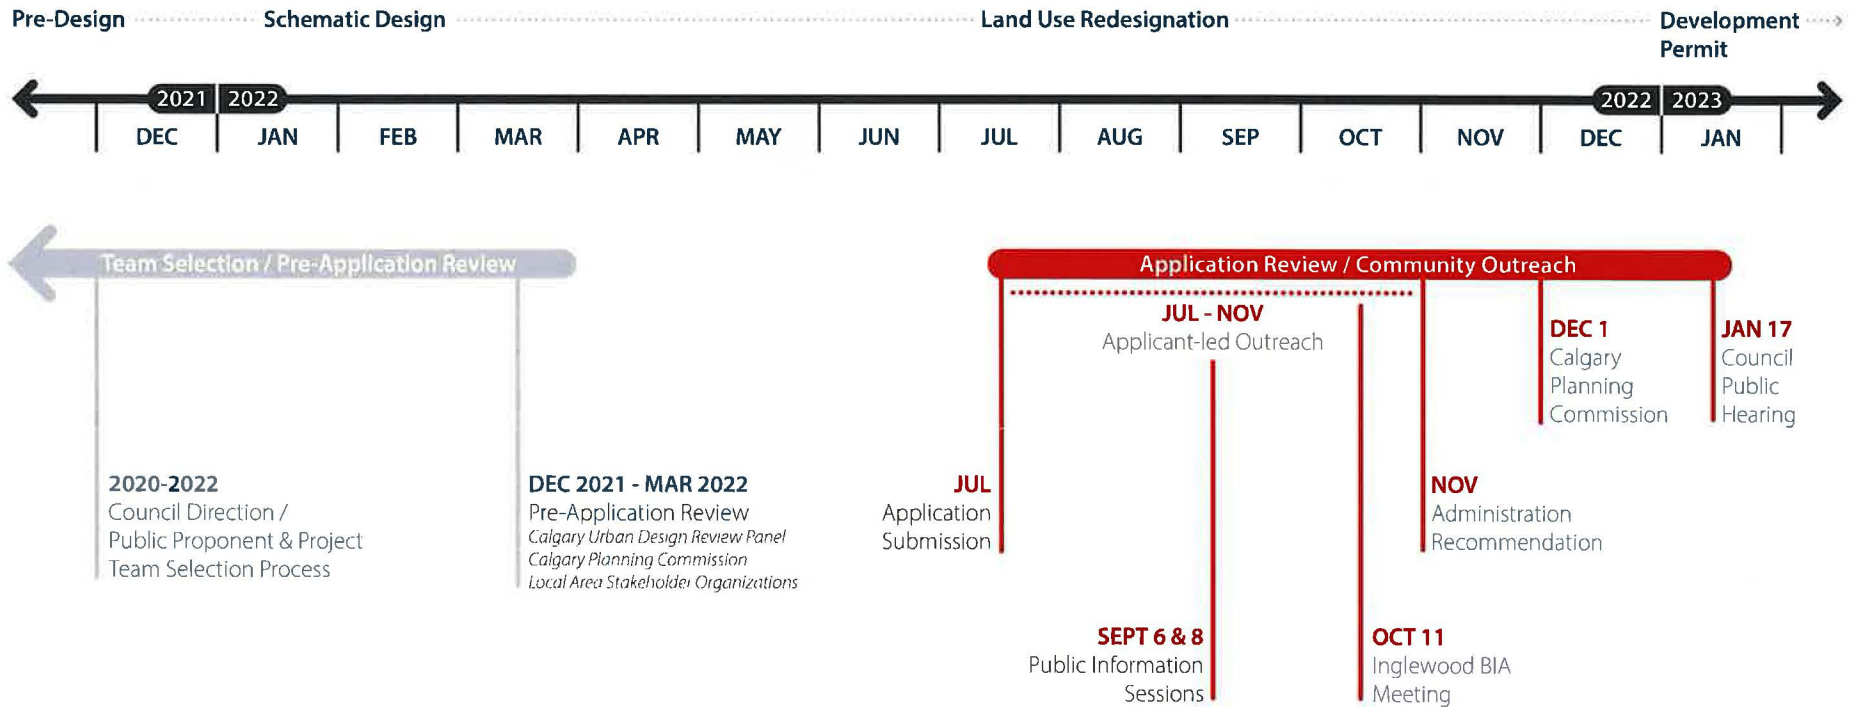 Pre-Design Schematic Design Land Use Redesignation Development
Permit
2021 2022 2022 2023
DEC JAN FEB MAR APR MAY JUN JUL AUG SEP OCT NOV DEC JAN
Team Selection / Pre-Application Review
Application Review / Community Outreach
2020-2022
Council Direction /
Public Proponent & Project
Team Selection Process
DEC 2021 - MAR 2022
Pre-Application Review
Calgary Urban Design Review Panel
Calgary Planning Commission
Local Area Stakeholder Organizations
JUL
Application
Submission
JUL - NOV
Applicant-led Outreach
SEPT 6 & 8
Public Information
Sessions
OCT 11
Inglewood BIA
Meeting
NOV
Administration
Recommendation
DEC 1
Calgary
Planning
Commission
JAN 17
Council
Public
Hearing